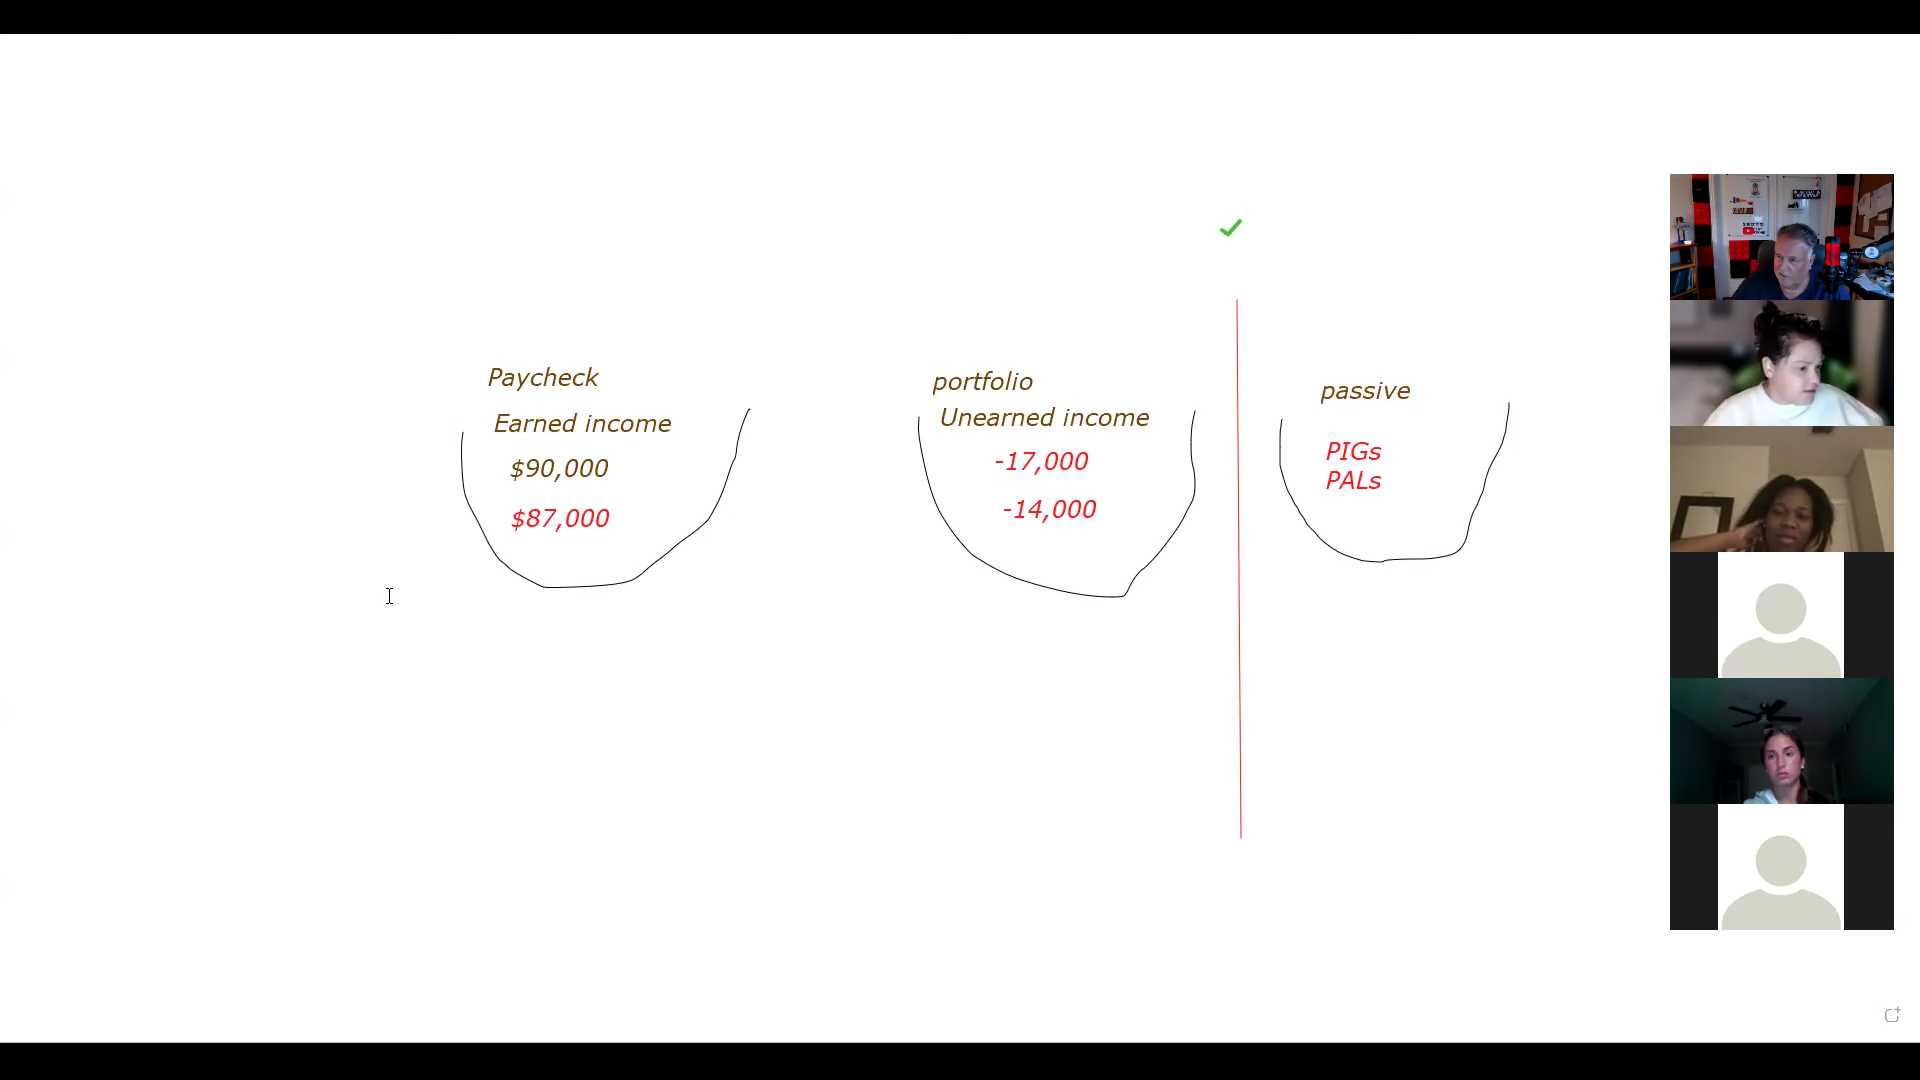 Paycheck
Earned income
$90,000
$87,000
portfolio
Unearned income
-17,000
-14,000
passive
PIGs
PALs